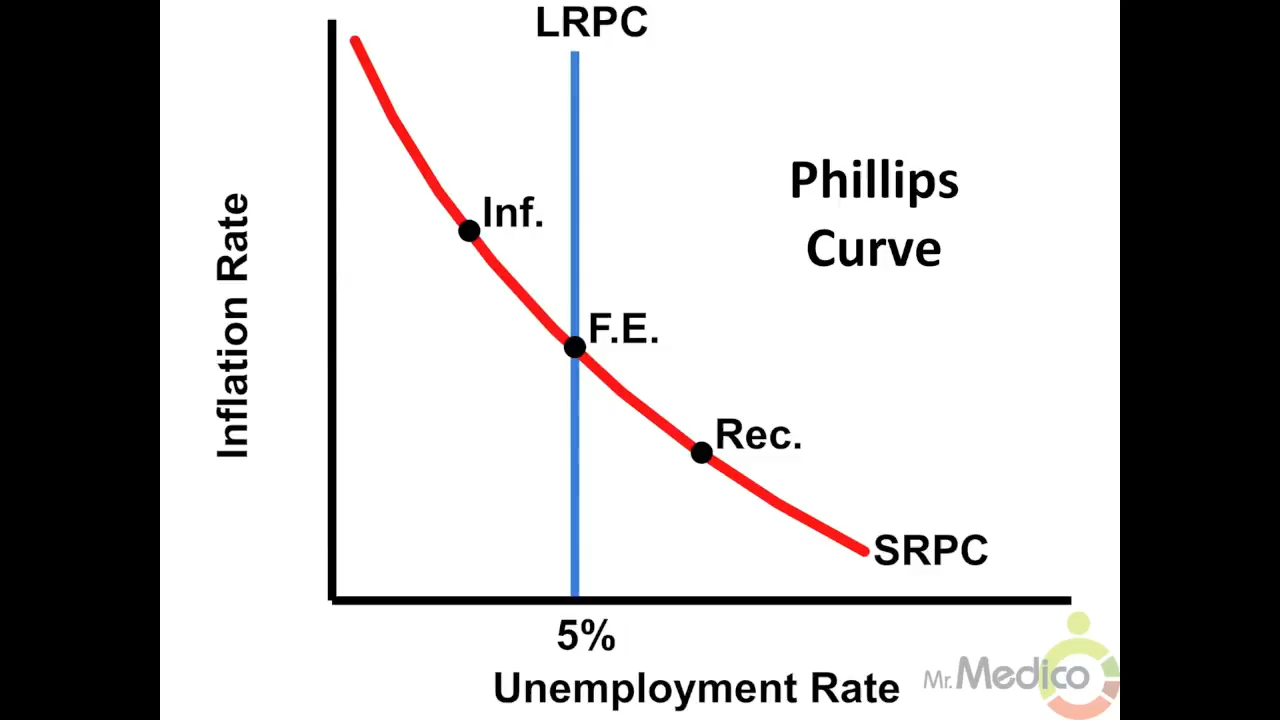 LRPC
Phillips
Curve
Inf.
F.E.
Rec.
SRPC
Inflation Rate
5%
Unemployment Rate
Mr. Medico